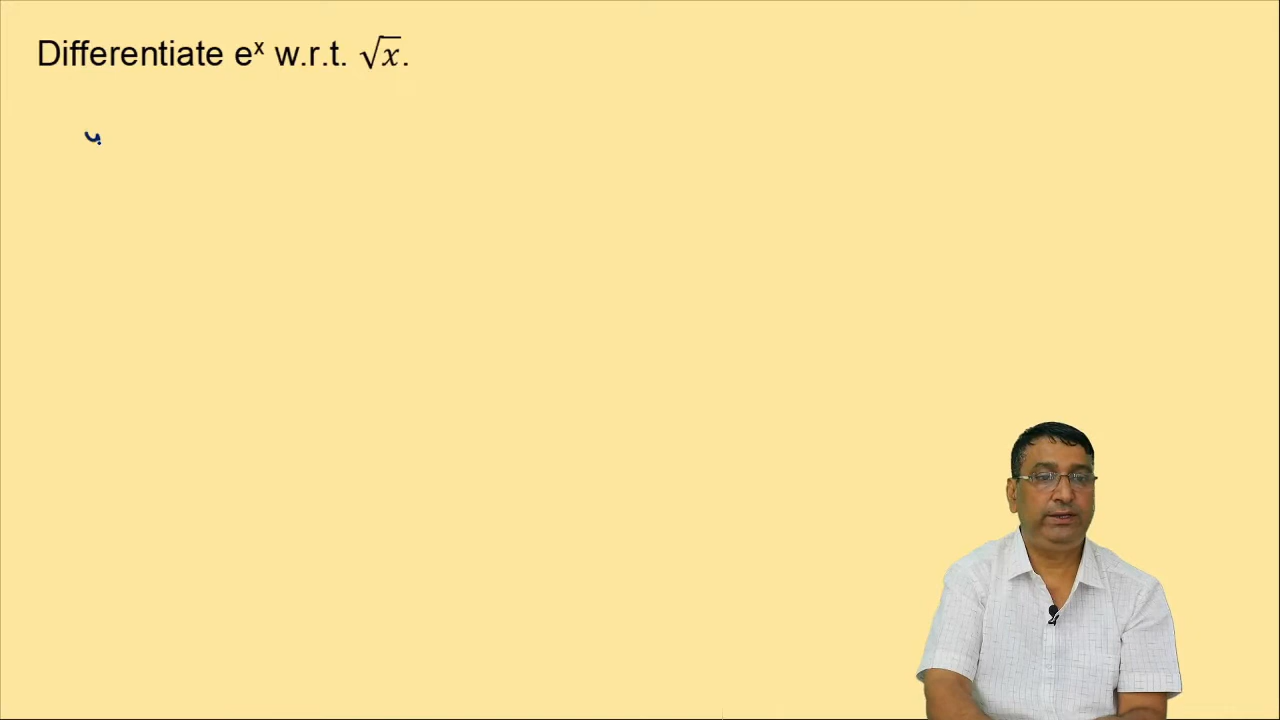 Differentiate eˣ w.r.t. √x.